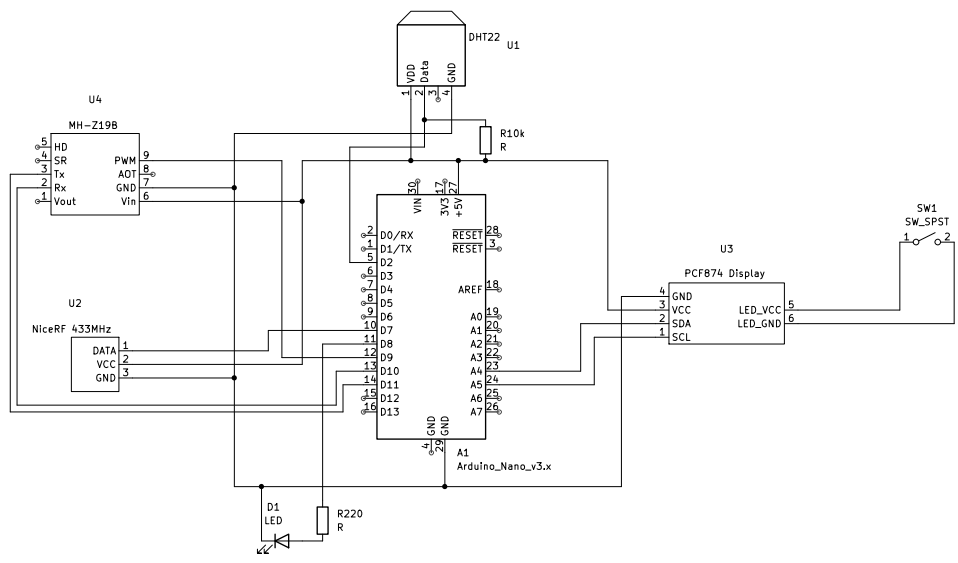 DHT22
U1
VDD
Data
GND
1
2
3
4
U4
MH-Z19B
5 HD
4 SR
3 Tx
2 Rx
1 Vout
PWM 9
AOT 8
GND 7
Vin 6
R10k
R
30
VIN
17
3V3
27
+5V
2 D0/RX
1 D1/TX
5 D2
6 D3
7 D4
8 D5
9 D6
10 D7
11 D8
12 D9
13 D10
14 D11
15 D12
16 D13
RESET 28
RESET 3
AREF 18
A0 19
A1 20
A2 21
A3 22
A4 23
A5 24
A6 25
A7 26
GND
4
GND
29
A1
Arduino_Nano_v3.x
U2
NiceRF 433MHz
DATA 1
VCC 2
GND 3
SW1
SW_SPST
1 2
U3
PCF874 Display
4 GND
3 VCC
2 SDA
1 SCL
LED_VCC 5
LED_GND 6
D1
LED
R220
R